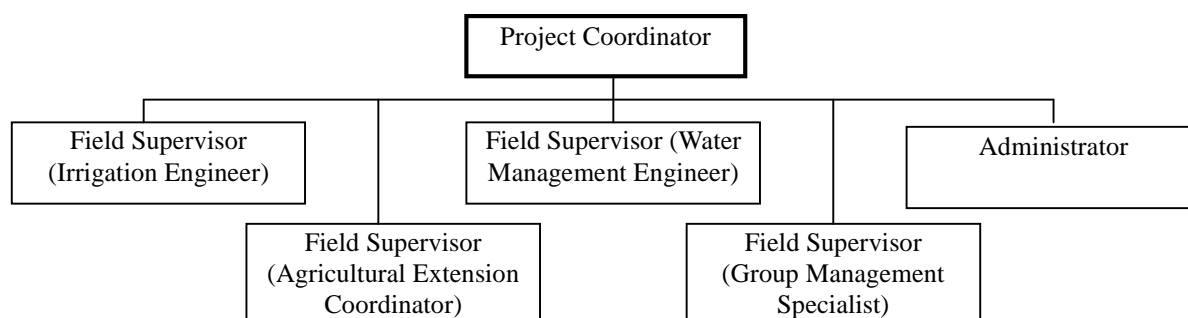 Project Coordinator
Field Supervisor
(Irrigation Engineer)
Field Supervisor (Water
Management Engineer)
Administrator
Field Supervisor
(Agricultural Extension
Coordinator)
Field Supervisor
(Group Management
Specialist)